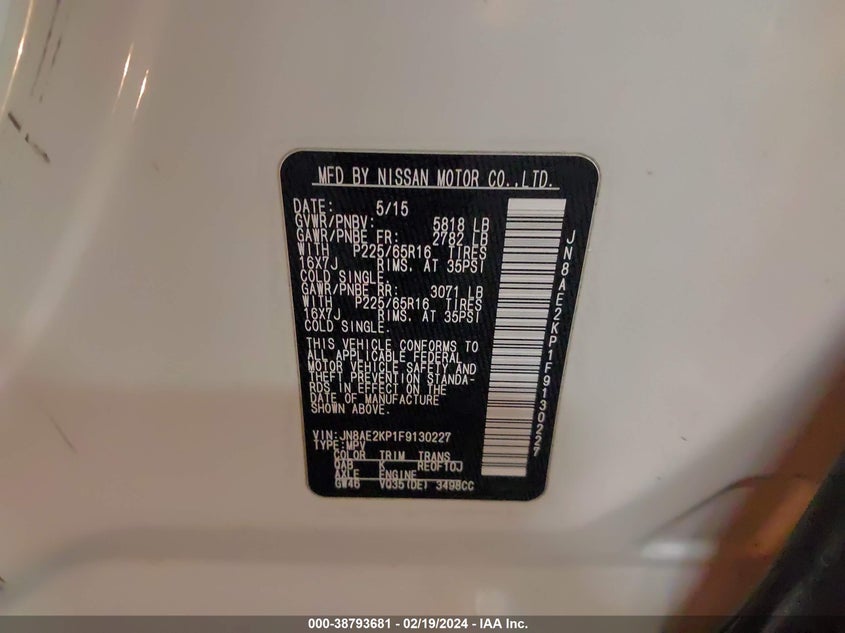 MFD BY NISSAN MOTOR CO.,LTD.
DATE: 5/15
GVWR/PNBV: 5818 LB
GAWR/PNBE FR: 2782 LB
WITH P225/65R16 TIRES
16X7J RIMS, AT 35PSI
COLD SINGLE.
GAWR/PNBE RR: 3071 LB
WITH P225/65R16 TIRES
16X7J RIMS, AT 35PSI
COLD SINGLE.
THIS VEHICLE CONFORMS TO
ALL APPLICABLE FEDERAL
MOTOR VEHICLE SAFETY AND
THEFT PREVENTION STANDA-
RDS IN EFFECT ON THE
DATE OF MANUFACTURE
SHOWN ABOVE.
VIN:JN8AE2KP1F9130227
TYPE:MPV
COLOR TRIM TRANS
QAB K RE0F10J
AXLE ENGINE
GW46 VQ35(DE) 3498CC
JN8AE2KP1F9130227
000-38793681 - 02/19/2024 - IAA Inc.